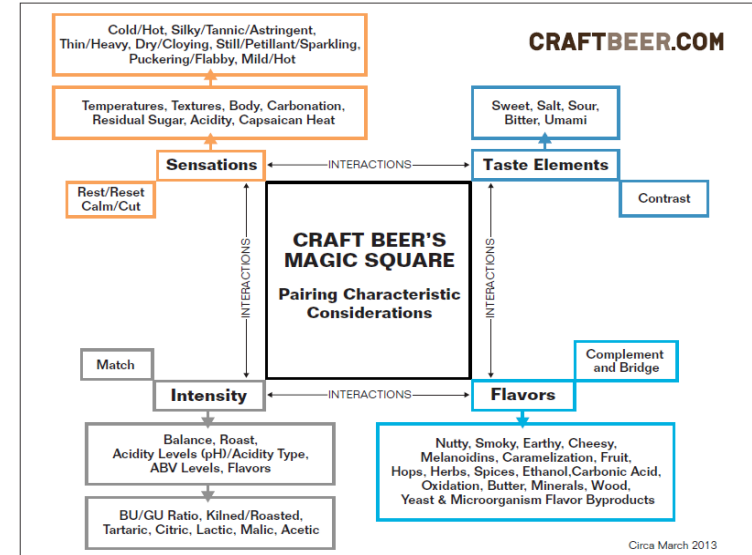 Cold/Hot, Silky/Tannic/Astringent,
Thin/Heavy, Dry/Cloying, Still/Petillant/Sparkling,
Puckering/Flabby, Mild/Hot
CRAFTBEER.COM
Temperatures, Textures, Body, Carbonation,
Residual Sugar, Acidity, Capsaican Heat
Sweet, Salt, Sour,
Bitter, Umami
Sensations
INTERACTIONS
Taste Elements
Rest/Reset
Calm/Cut
Contrast
INTERACTIONS
CRAFT BEER'S
MAGIC SQUARE
Pairing Characteristic
Considerations
INTERACTIONS
Match
Complement
and Bridge
Intensity
INTERACTIONS
Flavors
Balance, Roast,
Acidity Levels (pH)/Acidity Type,
ABV Levels, Flavors
Nutty, Smoky, Earthy, Cheesy,
Melanoidins, Caramelization, Fruit,
Hops, Herbs, Spices, Ethanol,Carbonic Acid,
Oxidation, Butter, Minerals, Wood,
Yeast & Microorganism Flavor Byproducts
BU/GU Ratio, Kilned/Roasted,
Tartaric, Citric, Lactic, Malic, Acetic
Circa March 2013